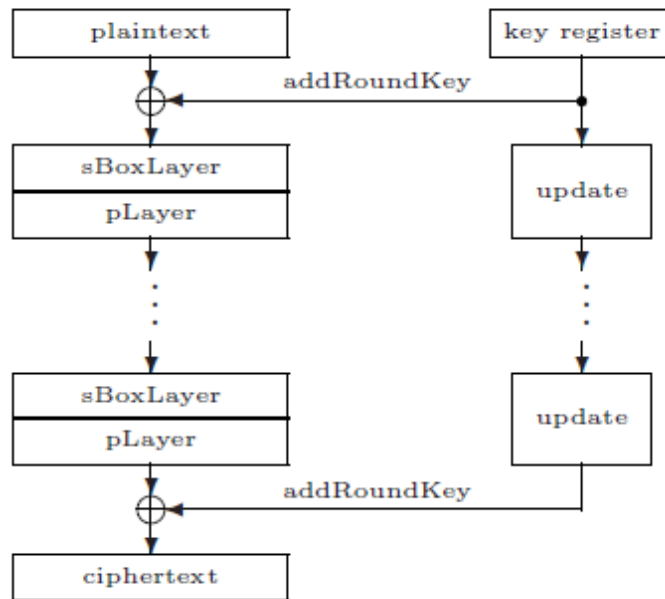 plaintext
key register
addRoundKey
sBoxLayer
pLayer
update
sBoxLayer
pLayer
update
addRoundKey
ciphertext